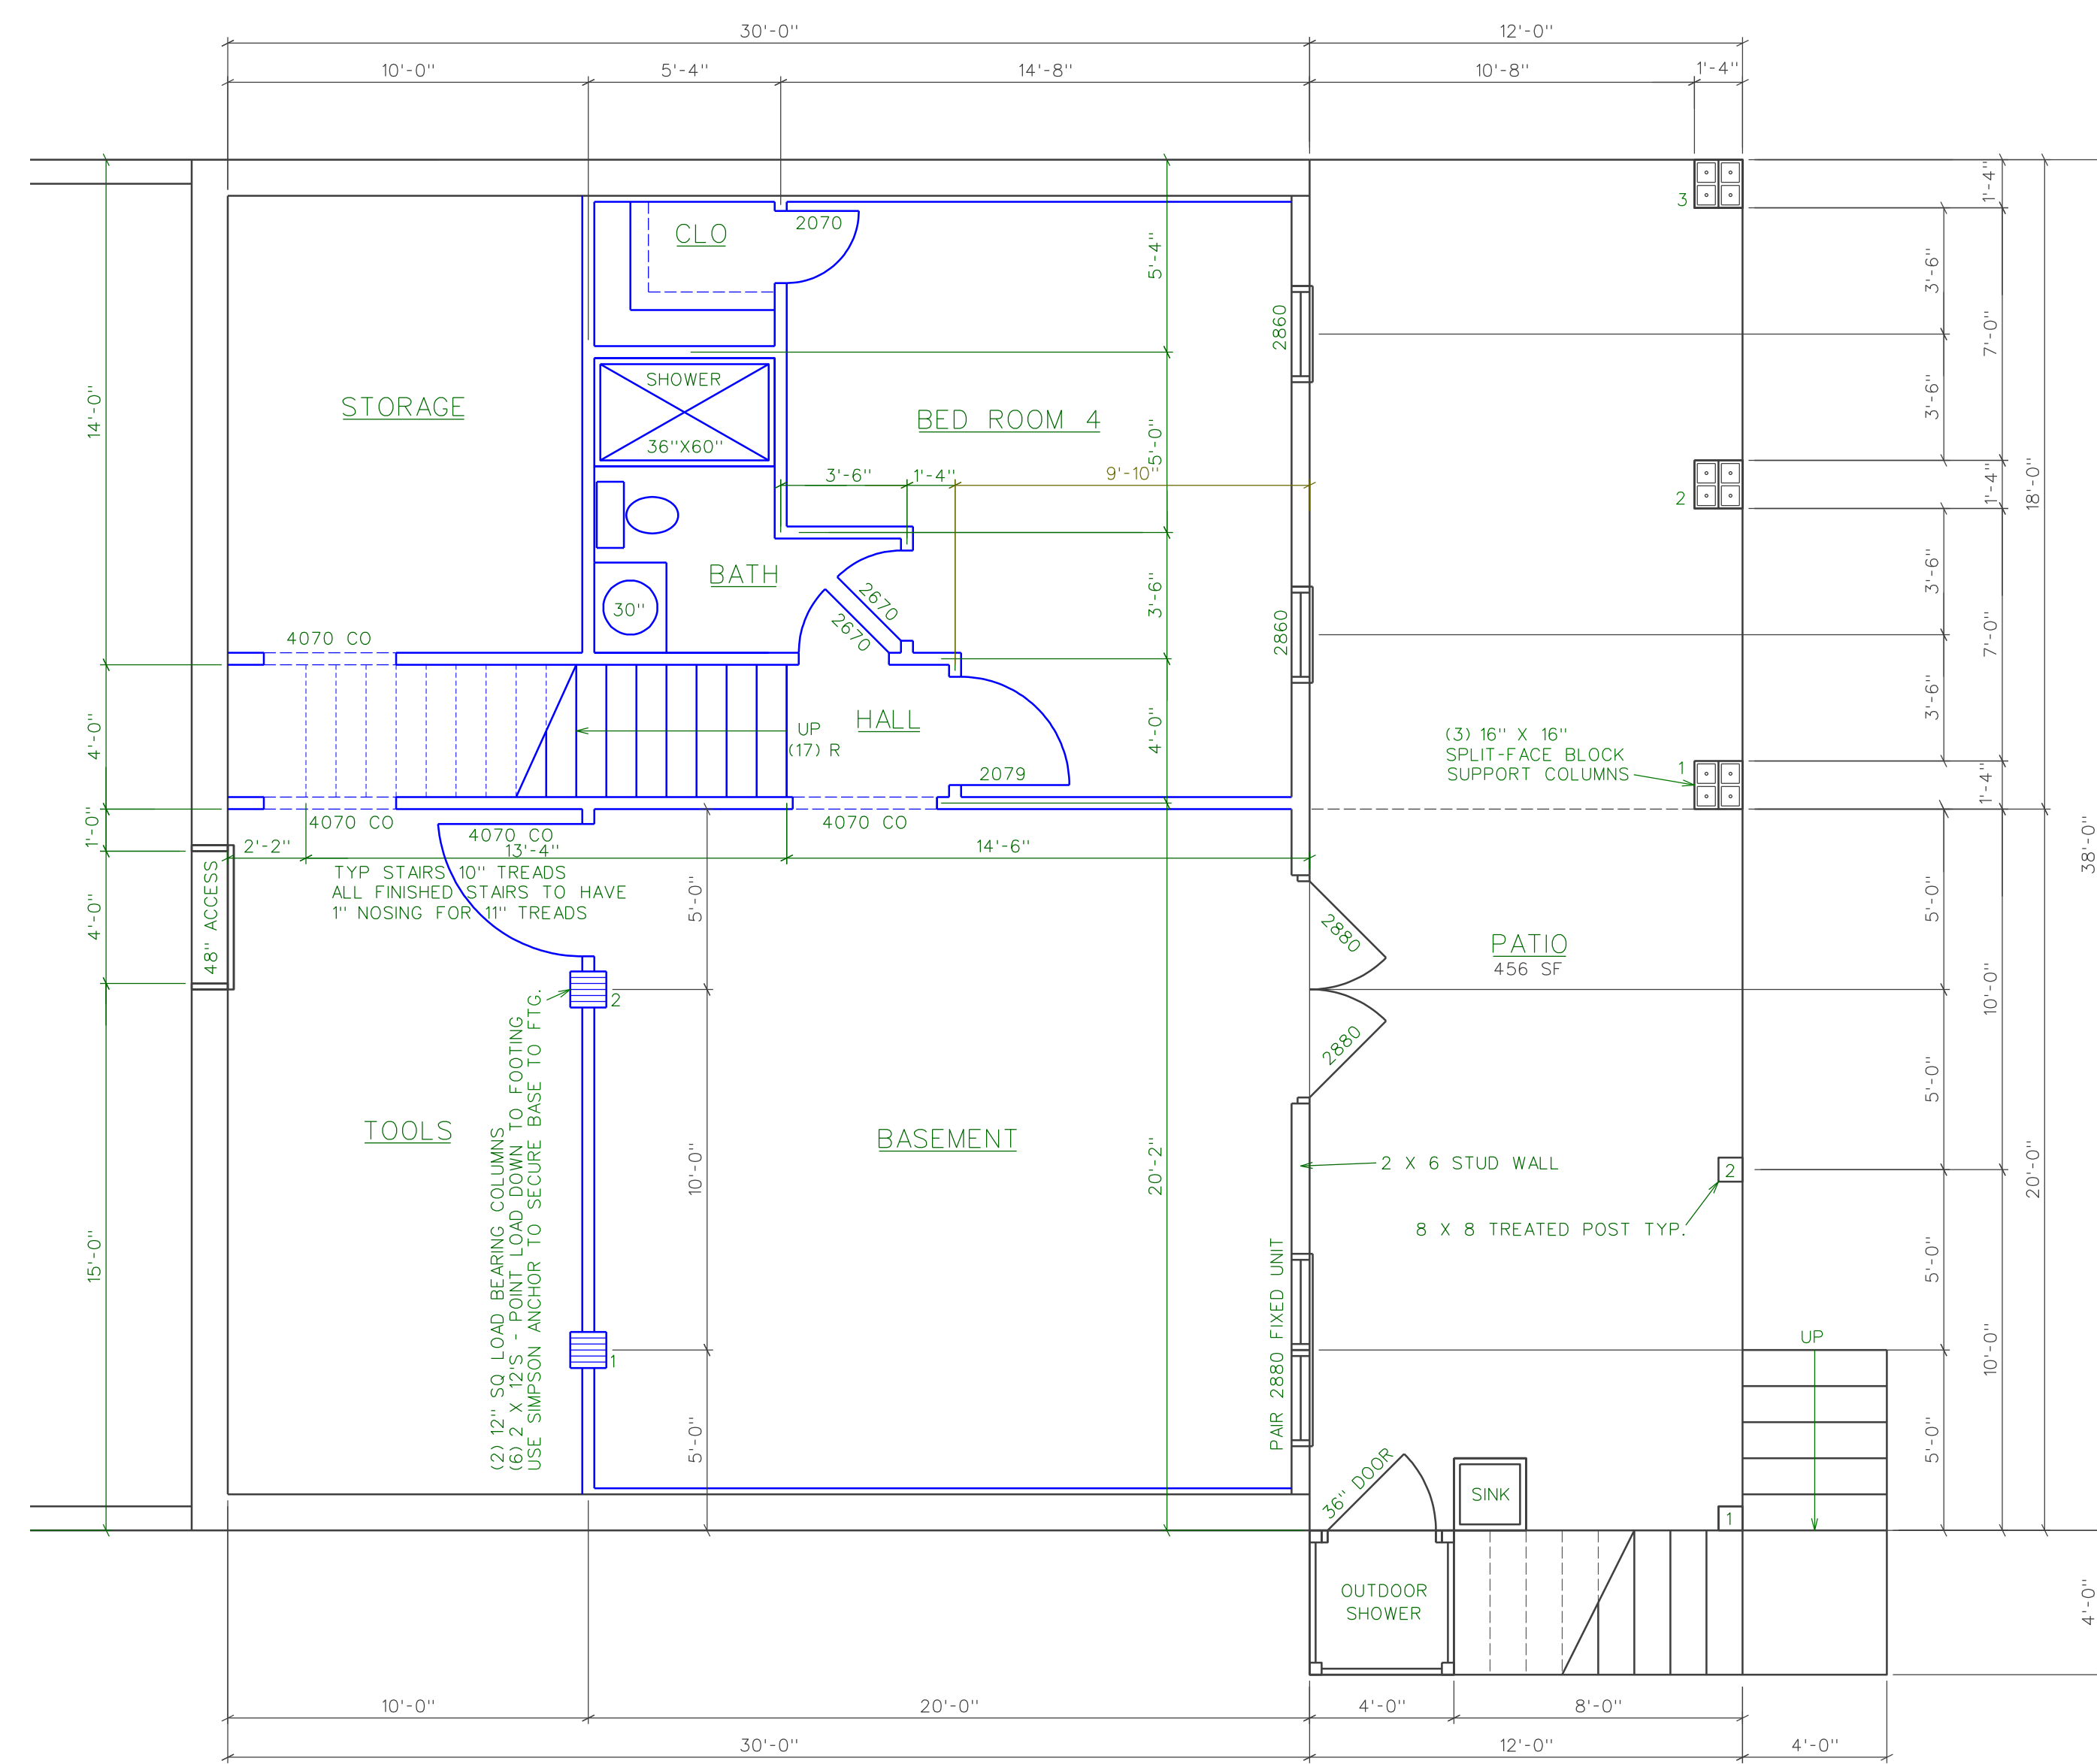 30'-0"
12'-0"
10'-0"
5'-4"
14'-8"
10'-8"
1'-4"
CLO
2070
3
1'-4"
5'-4"
3'-6"
2860
7'-0"
SHOWER
36"X60"
STORAGE
BED ROOM 4
14'-0"
5'-0"
3'-6"
3'-6"
1'-4"
9'-10"
2
1'-4"
18'-0"
BATH
2670
2670
30"
3'-6"
3'-6"
2860
7'-0"
4070 CO
HALL
UP
(17) R
4'-0"
4'-0"
3'-6"
(3) 16" X 16"
SPLIT-FACE BLOCK
SUPPORT COLUMNS
1
1'-4"
2079
4070 CO
4070 CO
4070 CO
1'-0"
2'-2"
13'-4"
14'-6"
38'-0"
TYP STAIRS 10" TREADS
ALL FINISHED STAIRS TO HAVE
1" NOSING FOR 11" TREADS
48" ACCESS
4'-0"
5'-0"
5'-0"
2880
PATIO
456 SF
10'-0"
2
2880
5'-0"
TOOLS
BASEMENT
10'-0"
20'-2"
2 X 6 STUD WALL
2
20'-0"
8 X 8 TREATED POST TYP.
15'-0"
(2) 12" SQ LOAD BEARING COLUMNS
(6) 2 X 12'S - POINT LOAD DOWN TO FOOTING
USE SIMPSON ANCHOR TO SECURE BASE TO FTG.
5'-0"
PAIR 2880 FIXED UNIT
UP
10'-0"
1
5'-0"
5'-0"
36" DOOR
SINK
1
OUTDOOR
SHOWER
4'-0"
10'-0"
20'-0"
4'-0"
8'-0"
30'-0"
12'-0"
4'-0"